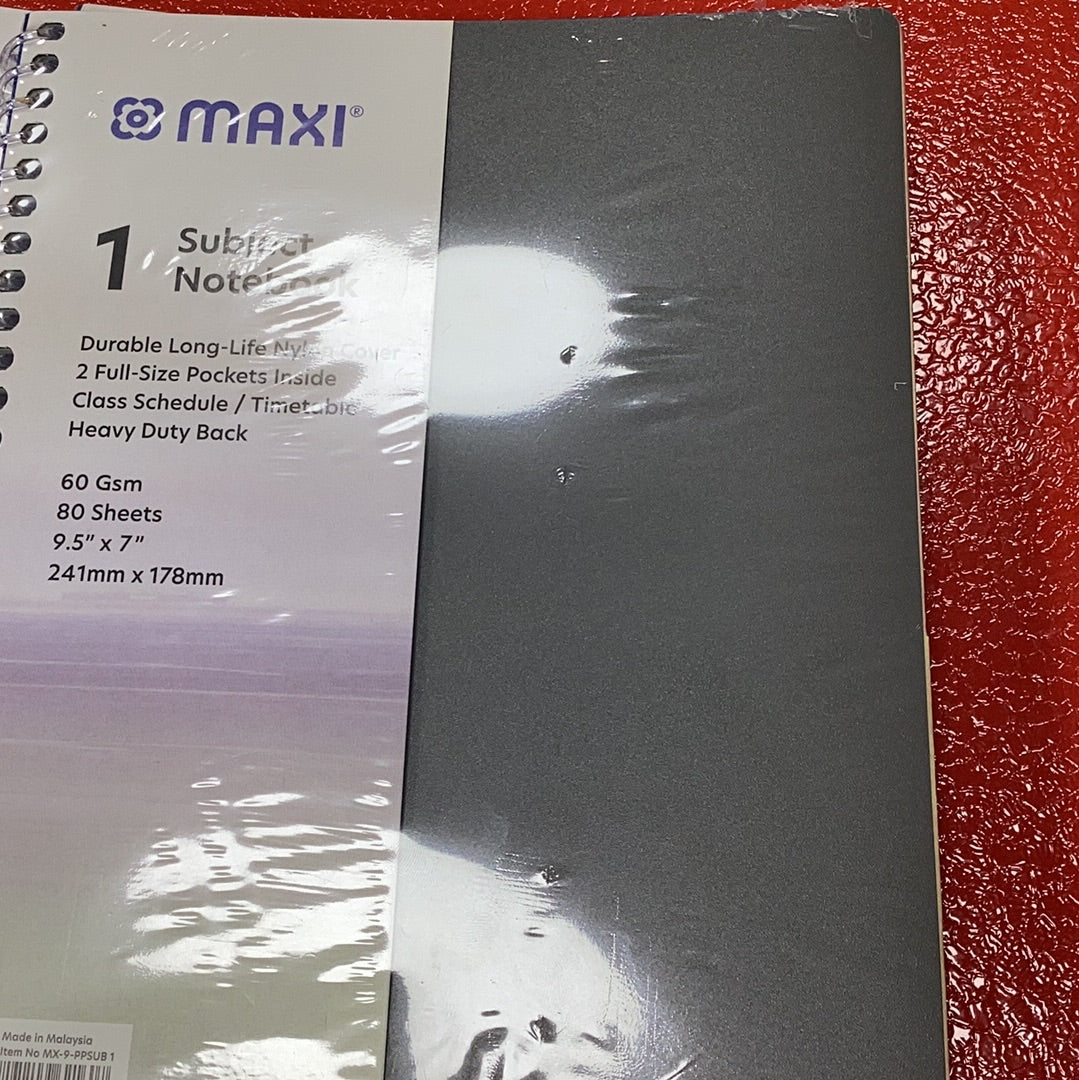 MAXI®
1 Subject
Notebook
Durable Long-Life Nylon Cover
2 Full-Size Pockets Inside
Class Schedule / Timetable
Heavy Duty Back
60 Gsm
80 Sheets
9.5" x 7"
241mm x 178mm
Made in Malaysia
Item No MX-9-PPSUB 1